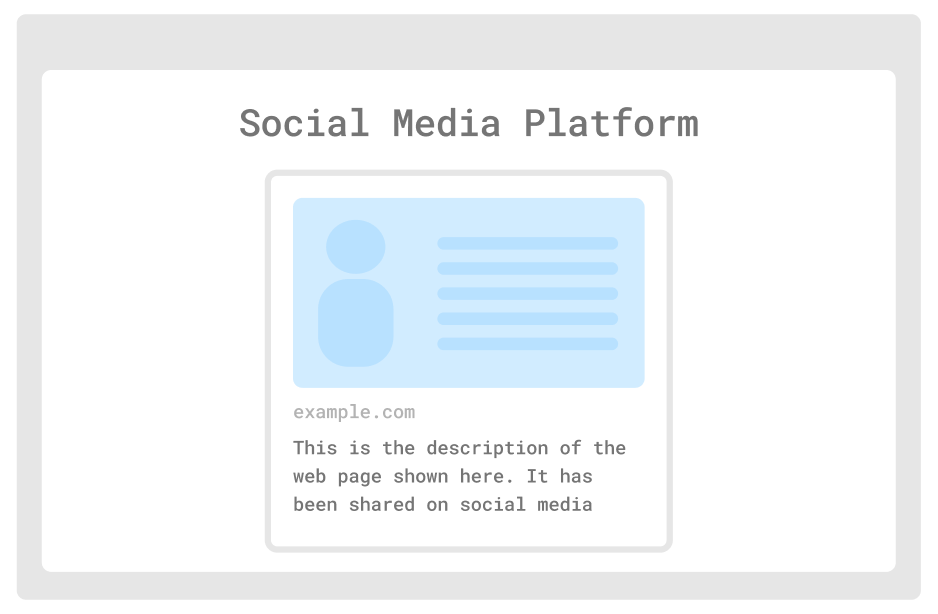 Social Media Platform
example.com
This is the description of the
web page shown here. It has
been shared on social media